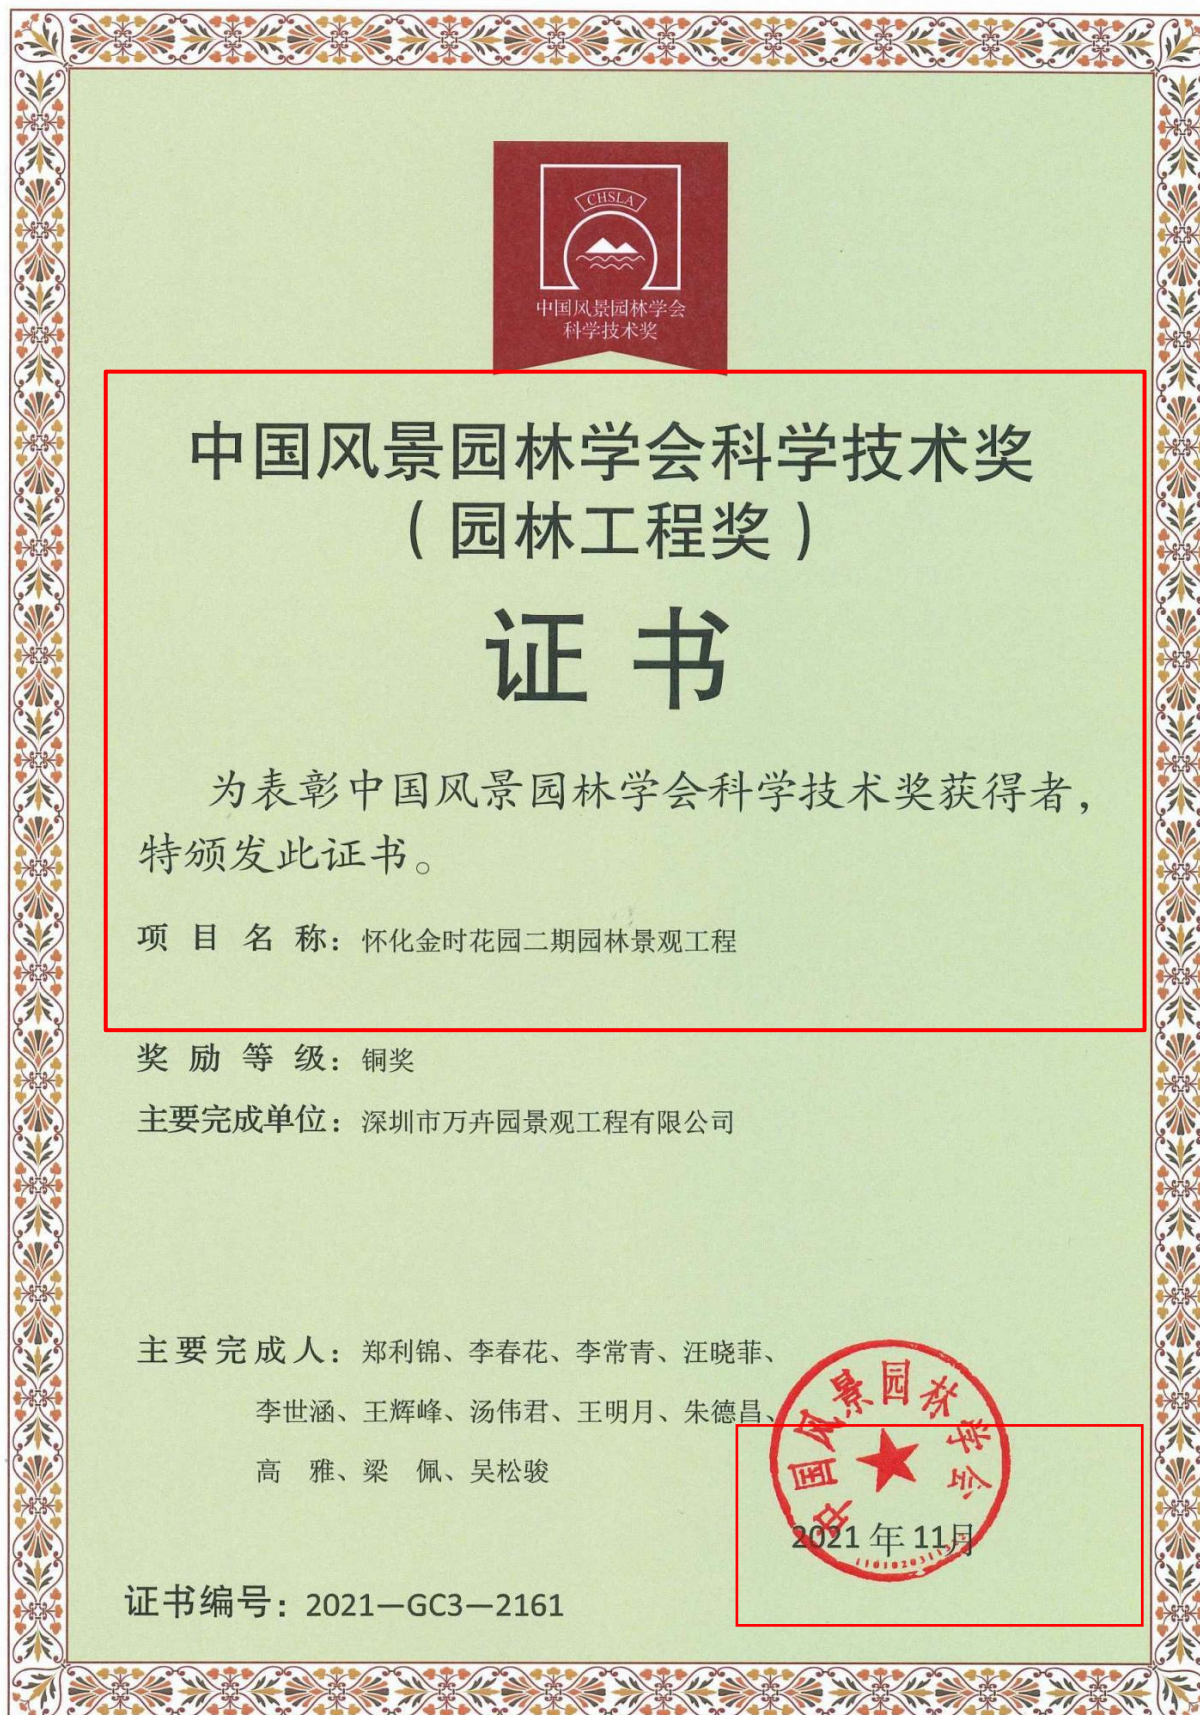 CHSLA
中国风景园林学会
科学技术奖
中国风景园林学会科学技术奖
（园林工程奖）
证书
为表彰中国风景园林学会科学技术奖获得者，
特颁发此证书。
项目名称：怀化金时花园二期园林景观工程
奖励等级：铜奖
主要完成单位：深圳市万卉园景观工程有限公司
主要完成人：郑利锦、李春花、李常青、汪晓菲、
李世涵、王辉峰、汤伟君、王明月、朱德昌、
高　雅、梁　佩、吴松骏
中国风景园林学会
2021年11月
证书编号：2021—GC3—2161